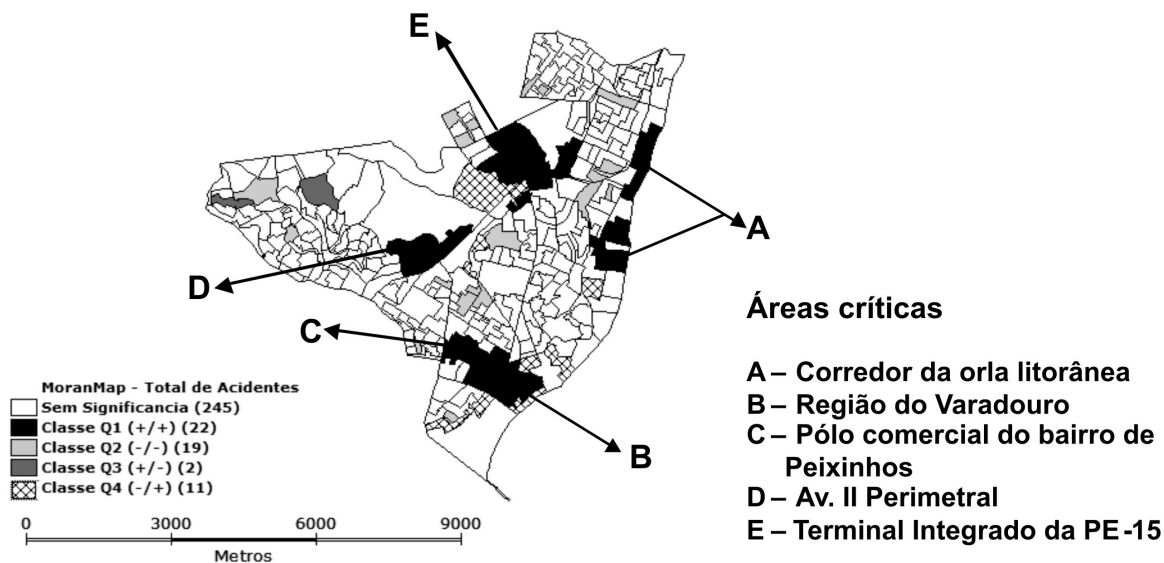 E
A
D
C
B
Áreas críticas
A – Corredor da orla litorânea
B – Região do Varadouro
C – Pólo comercial do bairro de
Peixinhos
D – Av. II Perimetral
E – Terminal Integrado da PE-15
MoranMap - Total de Acidentes
Sem Significancia (245)
Classe Q1 (+/+) (22)
Classe Q2 (-/-) (19)
Classe Q3 (+/-) (2)
Classe Q4 (-/+) (11)
0 3000 6000 9000
Metros